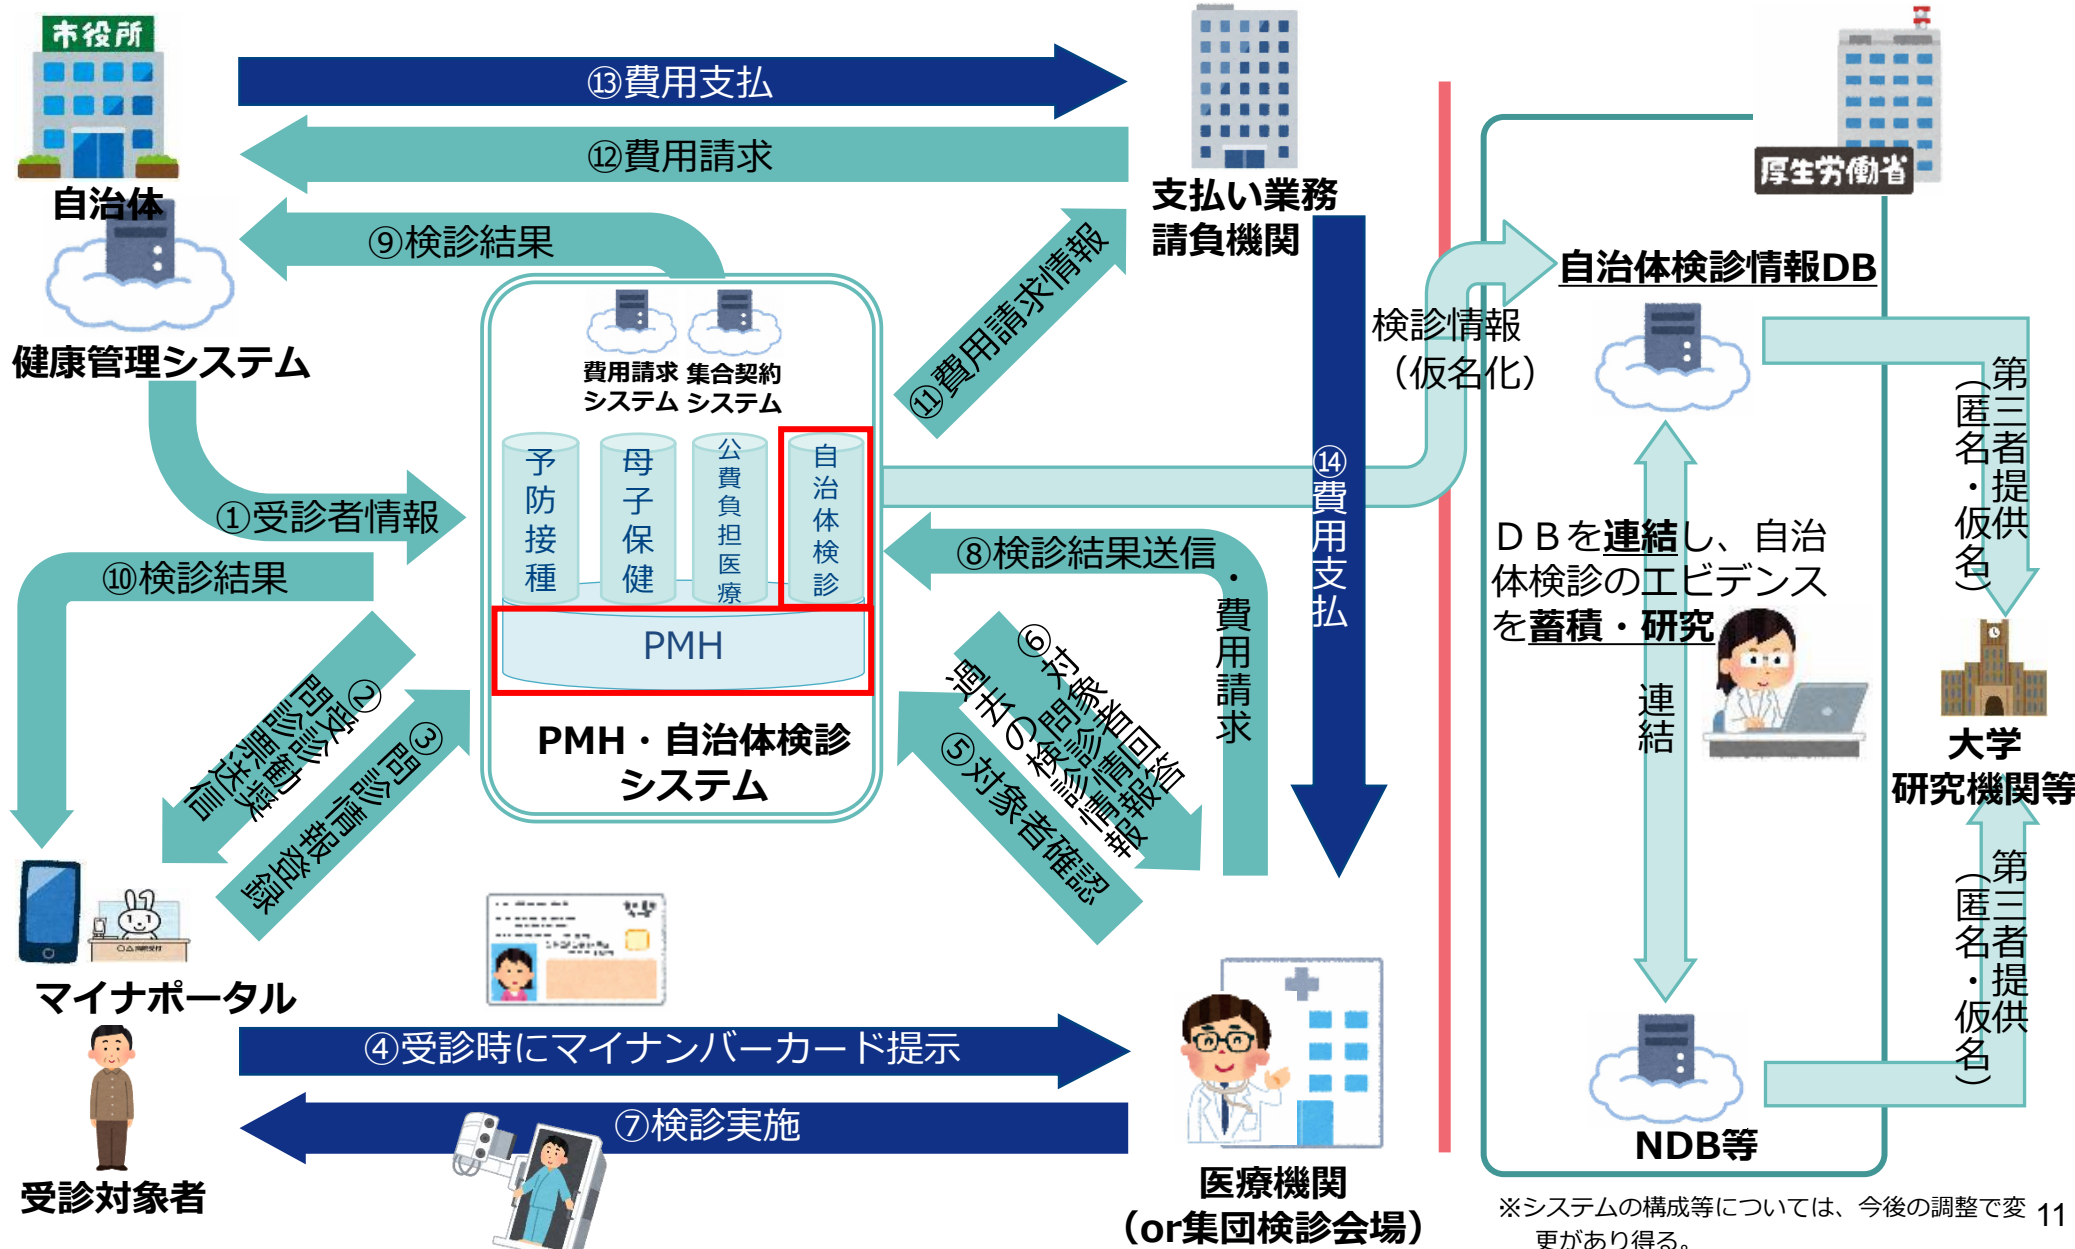 市役所
自治体
健康管理システム
⑬費用支払
⑫費用請求
⑨検診結果
支払い業務
請負機関
⑪費用請求情報
費用請求
システム
集合契約
システム
予防接種
母子保健
公費負担医療
自治体検診
PMH
PMH・自治体検診
システム
①受診者情報
⑩検診結果
②受診勧奨
問診票送信
③問診情報登録
⑧検診結果送信・費用請求
⑥対象者回答
問診情報
過去の検診情報
⑤対象者確認
⑭費用支払
マイナポータル
受診対象者
④受診時にマイナンバーカード提示
⑦検診実施
医療機関
（or集団検診会場）
厚生労働省
自治体検診情報DB
検診情報
（仮名化）
第三者提供
（匿名・仮名）
ＤＢを連結し、自治
体検診のエビデンス
を蓄積・研究
連結
大学
研究機関等
第三者提供
（匿名・仮名）
NDB等
※システムの構成等については、今後の調整で変
更があり得る。
11